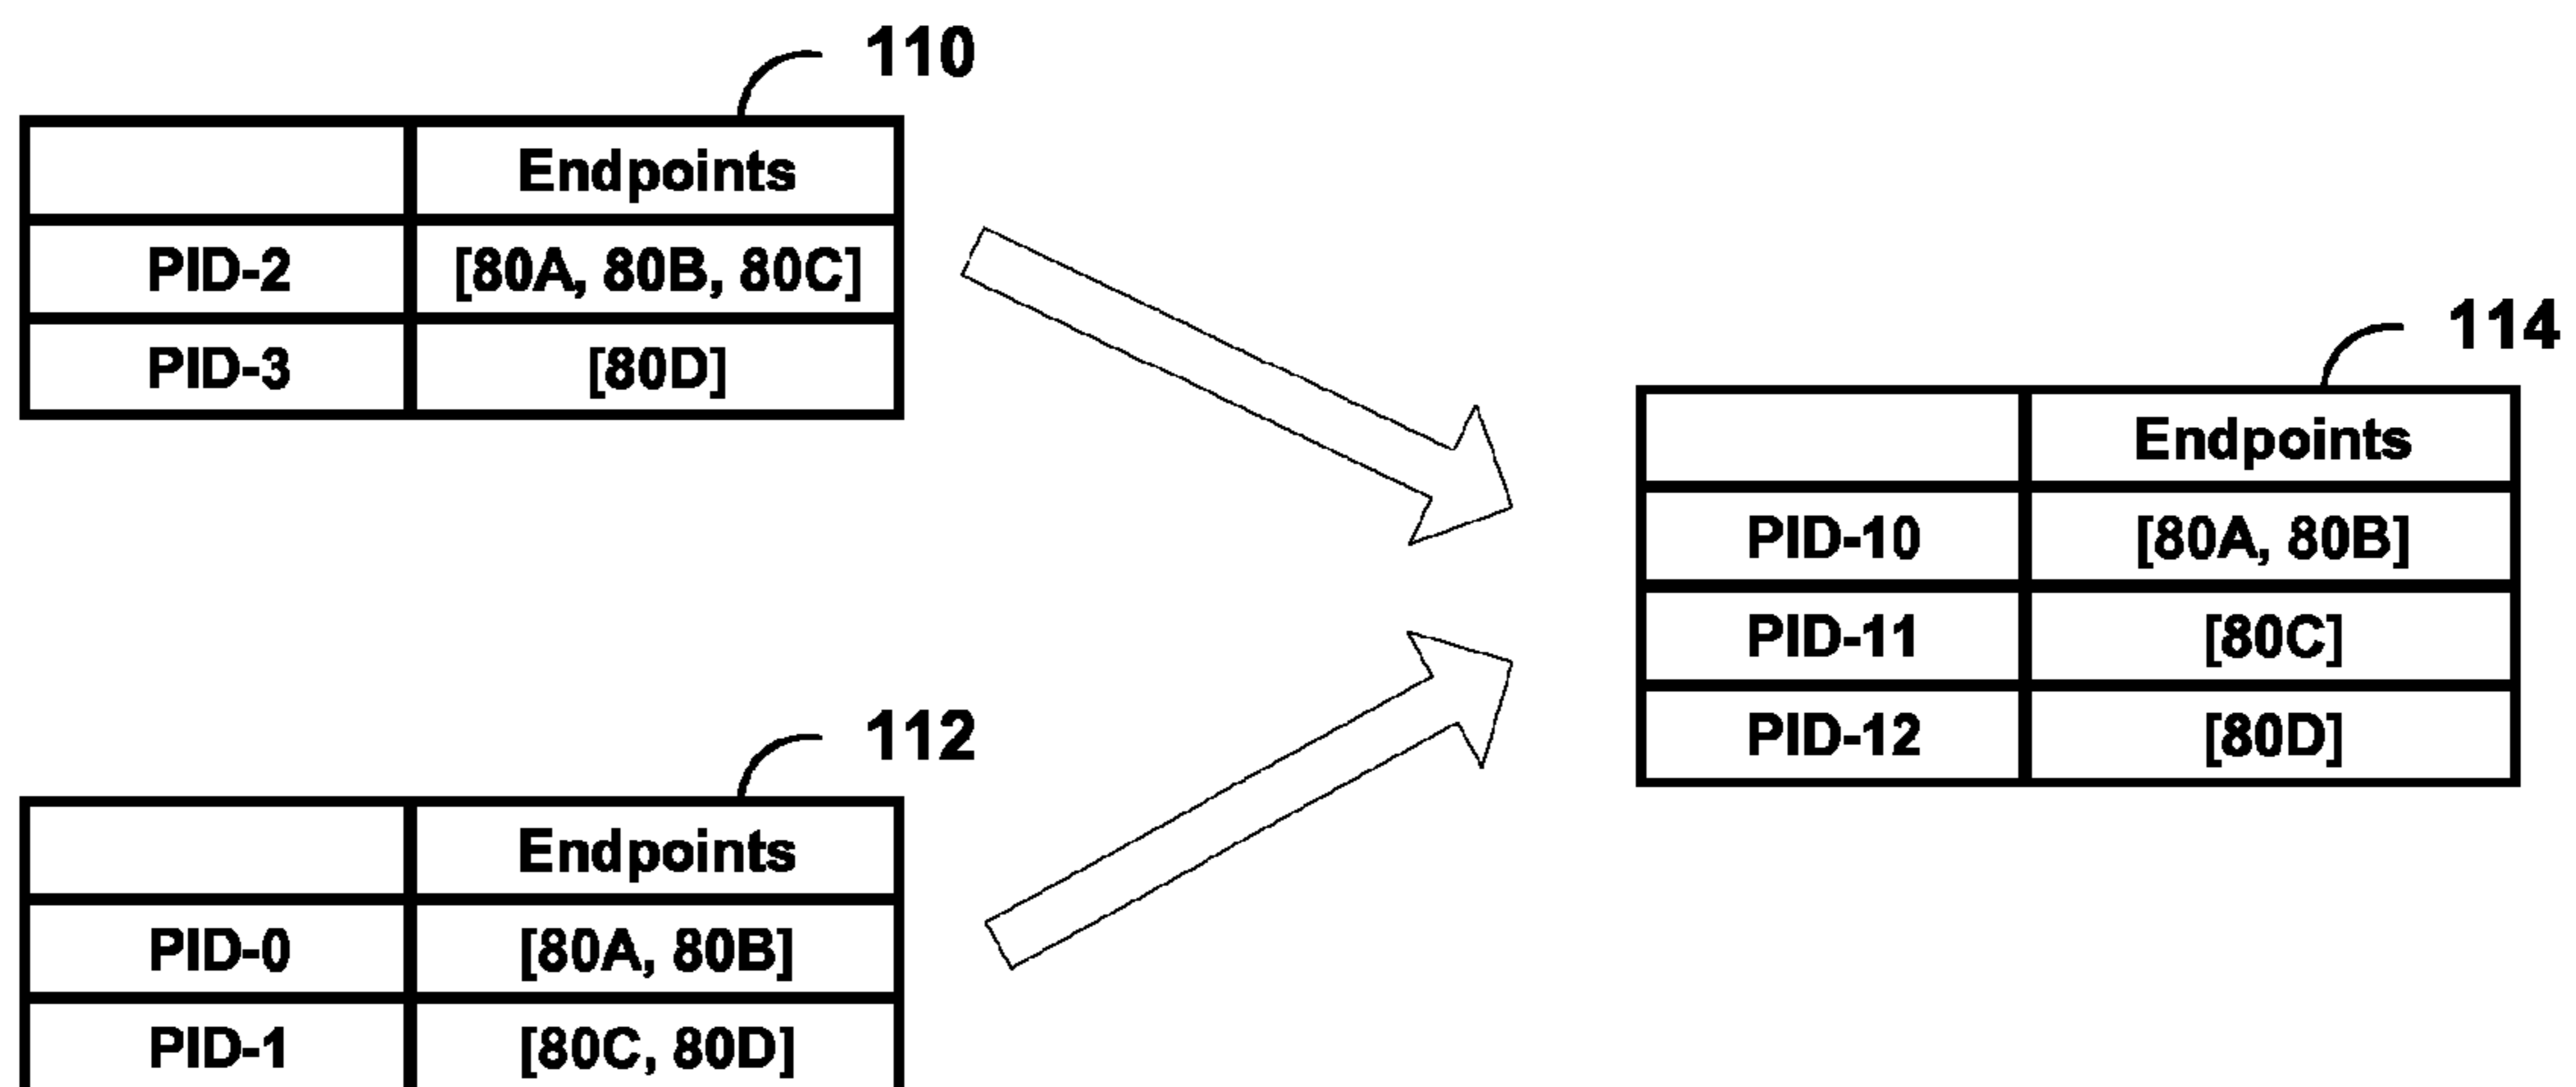 110
Endpoints
PID-2 [80A, 80B, 80C]
PID-3 [80D]
114
Endpoints
PID-10 [80A, 80B]
PID-11 [80C]
PID-12 [80D]
112
Endpoints
PID-0 [80A, 80B]
PID-1 [80C, 80D]